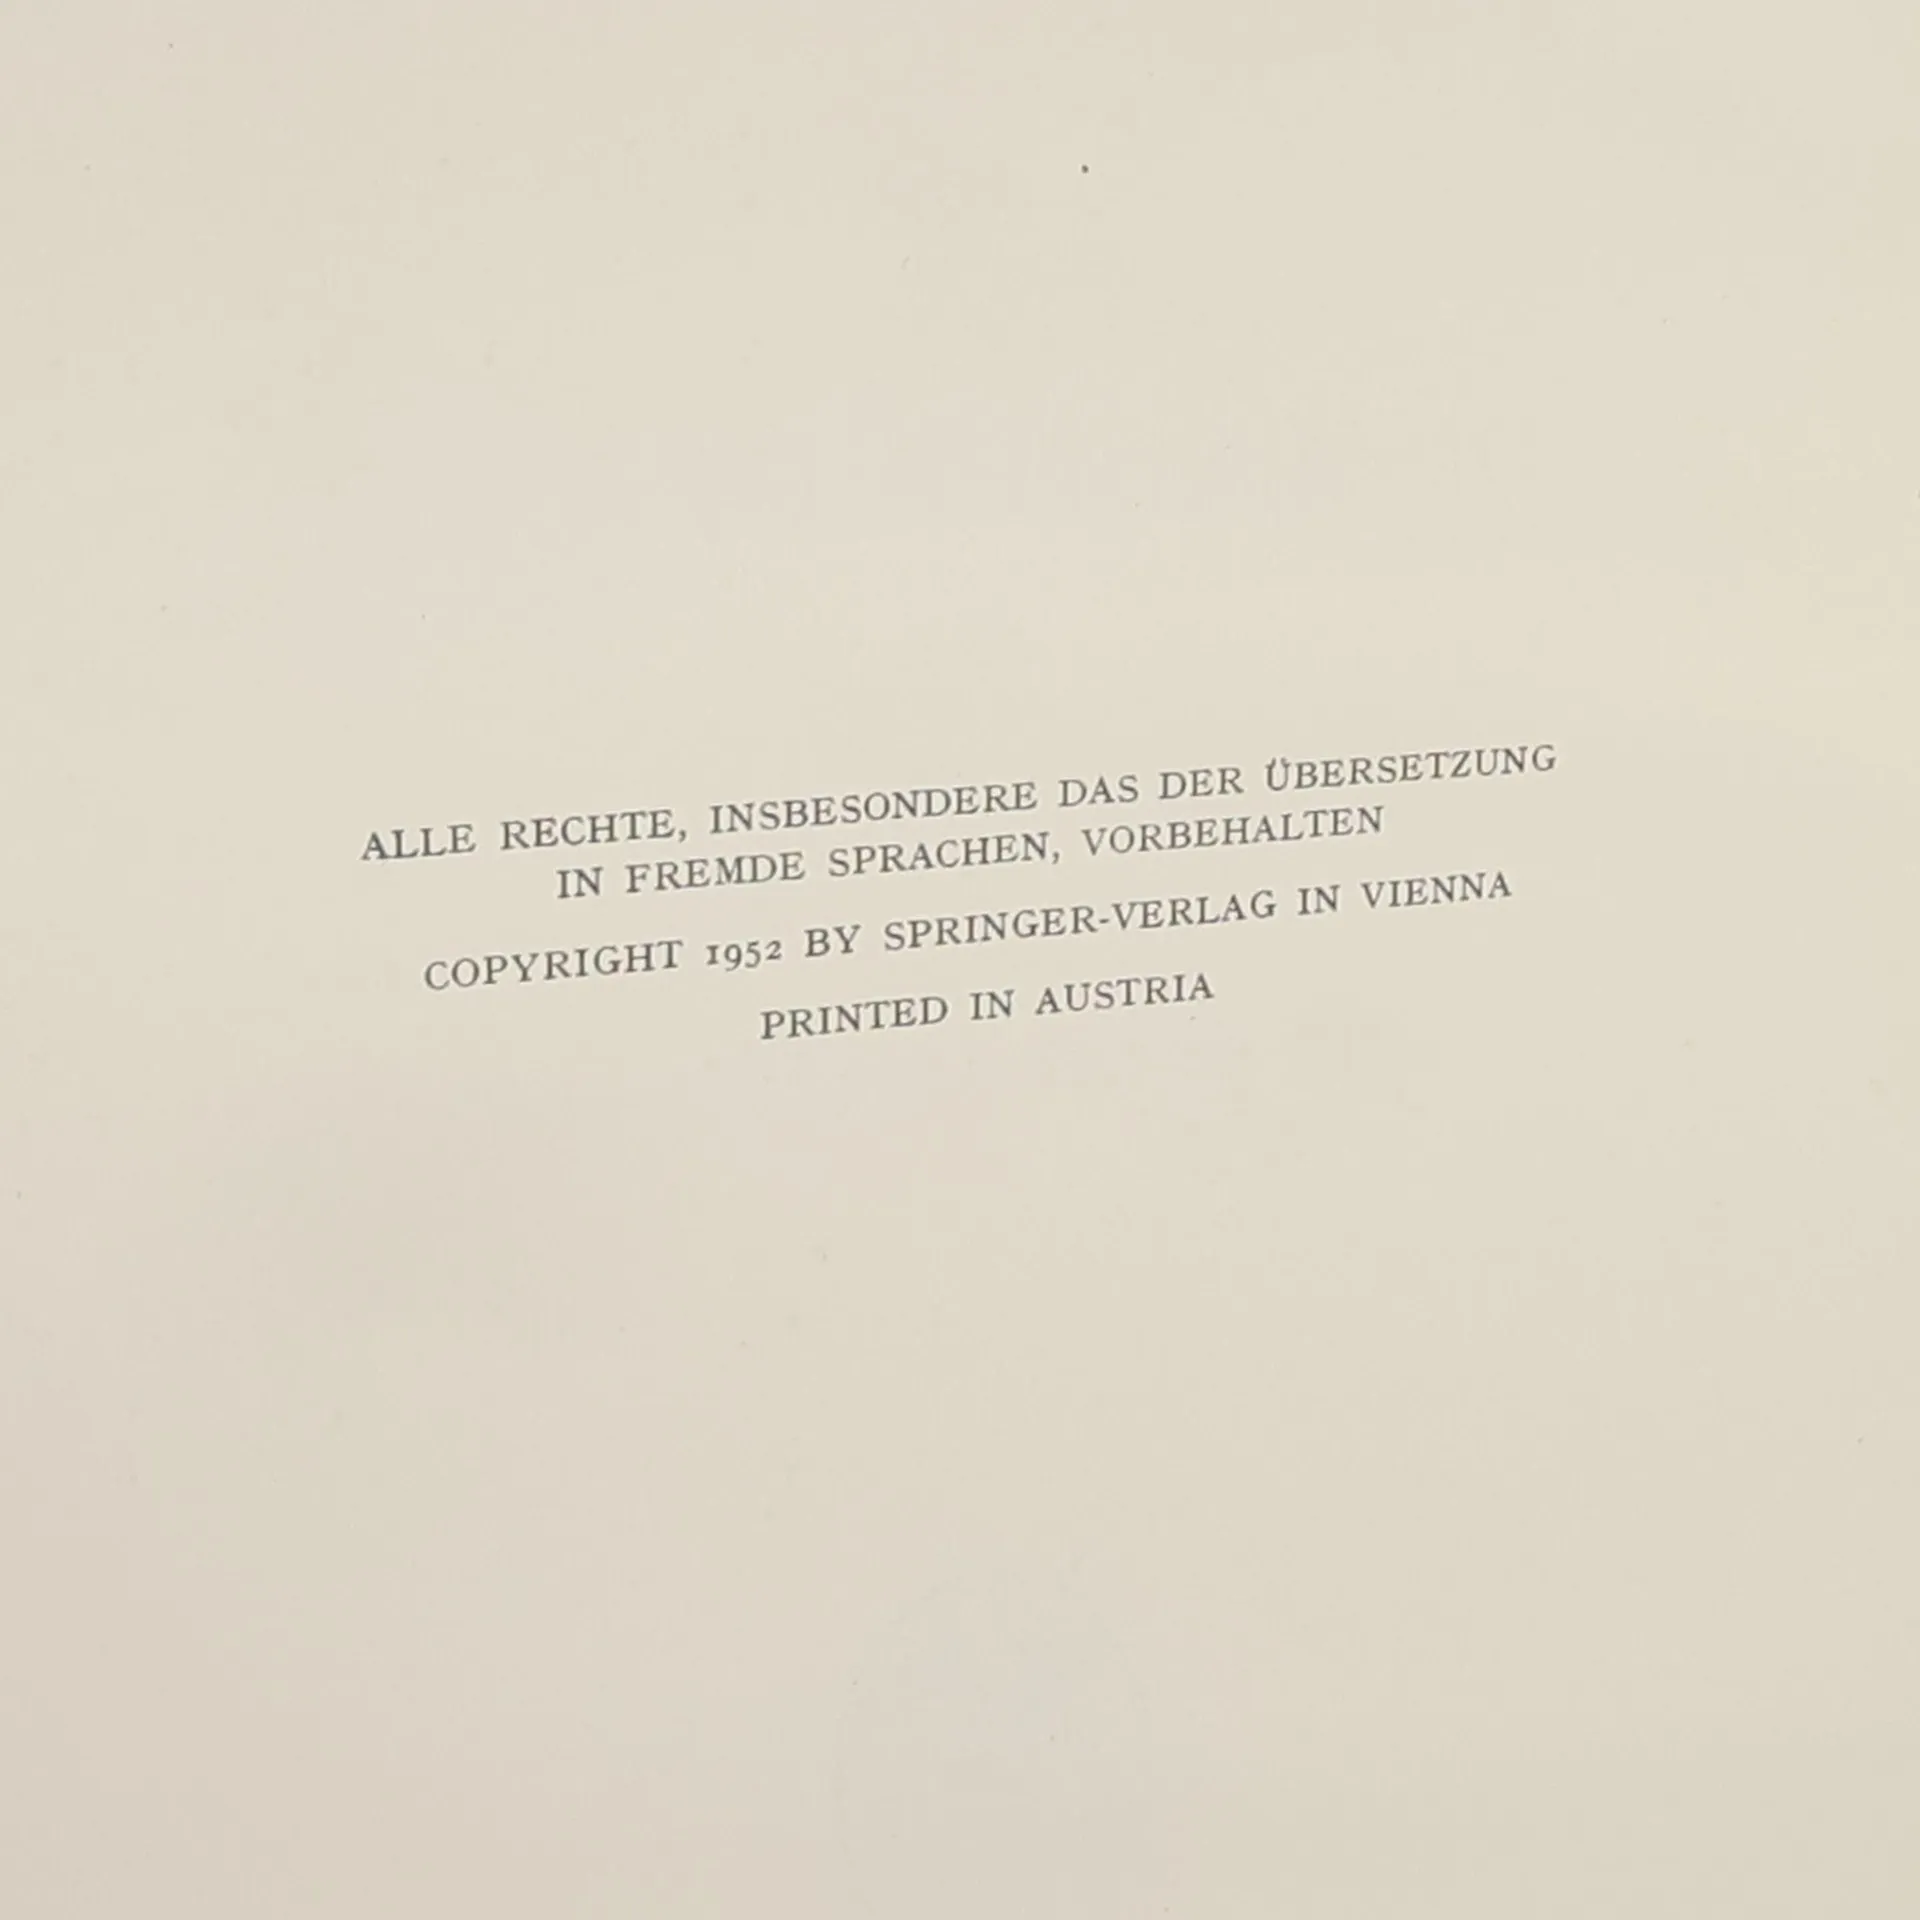 ALLE RECHTE, INSBESONDERE DAS DER ÜBERSETZUNG
IN FREMDE SPRACHEN, VORBEHALTEN
COPYRIGHT 1952 BY SPRINGER-VERLAG IN VIENNA
PRINTED IN AUSTRIA